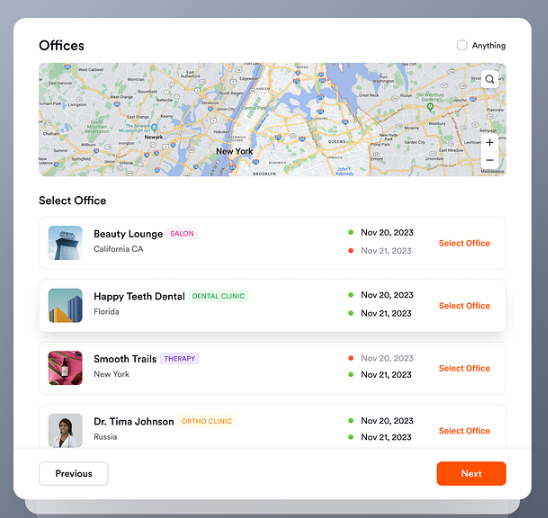 Offices
Anything
West Caldwell
Newark
New York
QUEENS
BROOKLYN
Select Office
Beauty Lounge SALON
California CA
Nov 20, 2023
Nov 21, 2023
Select Office
Happy Teeth Dental DENTAL CLINIC
Florida
Nov 20, 2023
Nov 21, 2023
Select Office
Smooth Trails THERAPY
New York
Nov 20, 2023
Nov 21, 2023
Select Office
Dr. Tima Johnson ORTHO CLINIC
Russia
Nov 20, 2023
Nov 21, 2023
Select Office
Previous
Next